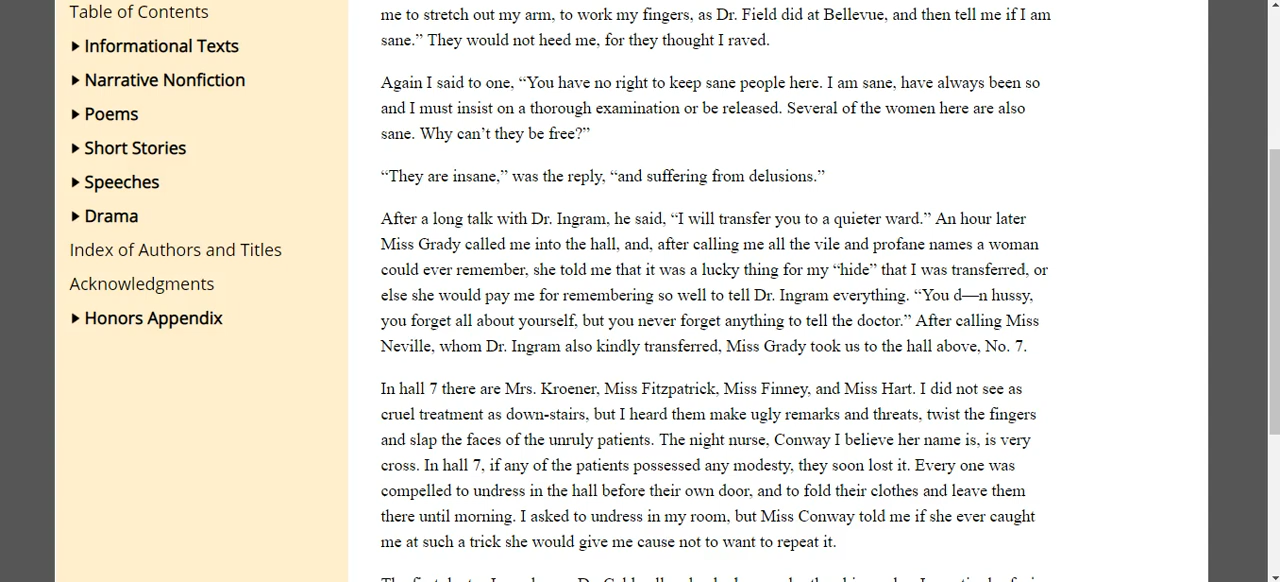 Table of Contents
Informational Texts
Narrative Nonfiction
Poems
Short Stories
Speeches
Drama
Index of Authors and Titles
Acknowledgments
Honors Appendix
me to stretch out my arm, to work my fingers, as Dr. Field did at Bellevue, and then tell me if I am
sane.” They would not heed me, for they thought I raved.
Again I said to one, “You have no right to keep sane people here. I am sane, have always been so
and I must insist on a thorough examination or be released. Several of the women here are also
sane. Why can’t they be free?”
“They are insane,” was the reply, “and suffering from delusions.”
After a long talk with Dr. Ingram, he said, “I will transfer you to a quieter ward.” An hour later
Miss Grady called me into the hall, and, after calling me all the vile and profane names a woman
could ever remember, she told me that it was a lucky thing for my “hide” that I was transferred, or
else she would pay me for remembering so well to tell Dr. Ingram everything. “You d—n hussy,
you forget all about yourself, but you never forget anything to tell the doctor.” After calling Miss
Neville, whom Dr. Ingram also kindly transferred, Miss Grady took us to the hall above, No. 7.
In hall 7 there are Mrs. Kroener, Miss Fitzpatrick, Miss Finney, and Miss Hart. I did not see as
cruel treatment as down-stairs, but I heard them make ugly remarks and threats, twist the fingers
and slap the faces of the unruly patients. The night nurse, Conway I believe her name is, is very
cross. In hall 7, if any of the patients possessed any modesty, they soon lost it. Every one was
compelled to undress in the hall before their own door, and to fold their clothes and leave them
there until morning. I asked to undress in my room, but Miss Conway told me if she ever caught
me at such a trick she would give me cause not to want to repeat it.